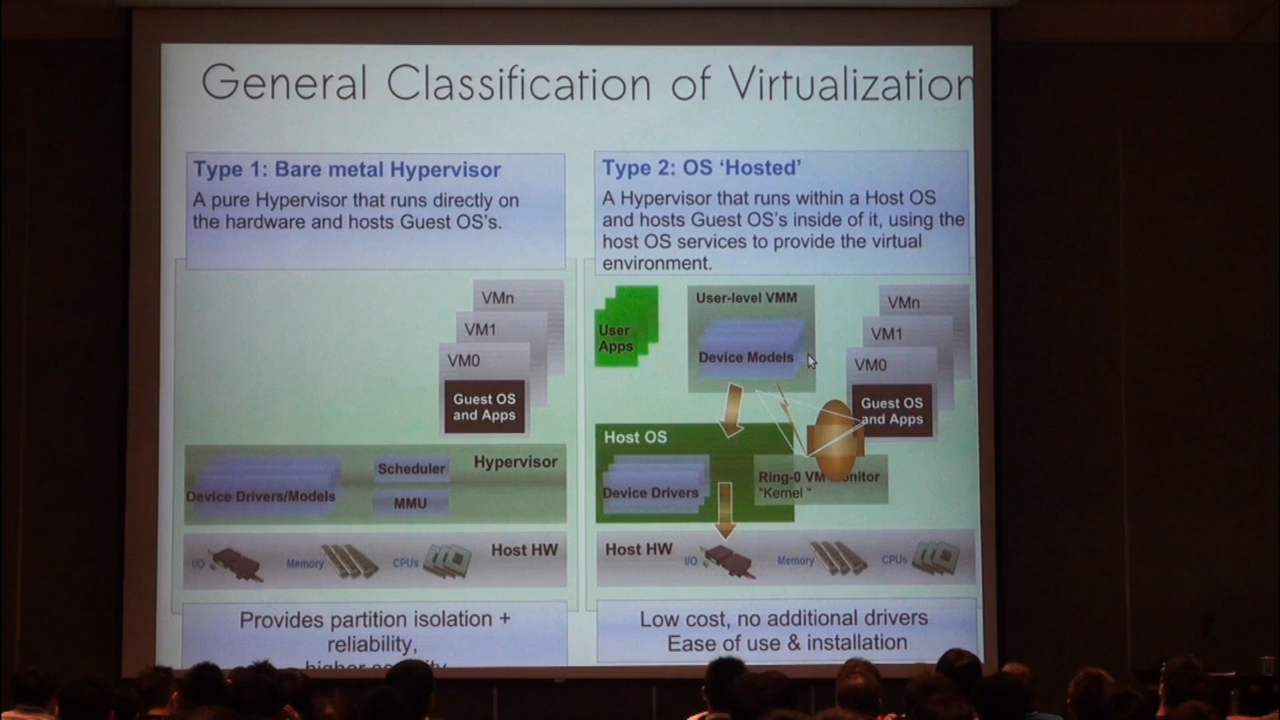 General Classification of Virtualization
Type 1: Bare metal Hypervisor
A pure Hypervisor that runs directly on
the hardware and hosts Guest OS's.
VMn
VM1
VM0
Guest OS
and Apps
Hypervisor
Scheduler
Device Drivers/Models
MMU
Host HW
I/O
Memory
CPUs
Provides partition isolation +
reliability,
higher
Type 2: OS ‘Hosted’
A Hypervisor that runs within a Host OS
and hosts Guest OS's inside of it, using the
host OS services to provide the virtual
environment.
User
Apps
User-level VMM
Device Models
VMn
VM1
VM0
Guest OS
and Apps
Host OS
Device Drivers
Ring-0 VM
"Kernel "
Host HW
I/O
Memory
CPUs
Low cost, no additional drivers
Ease of use & installation